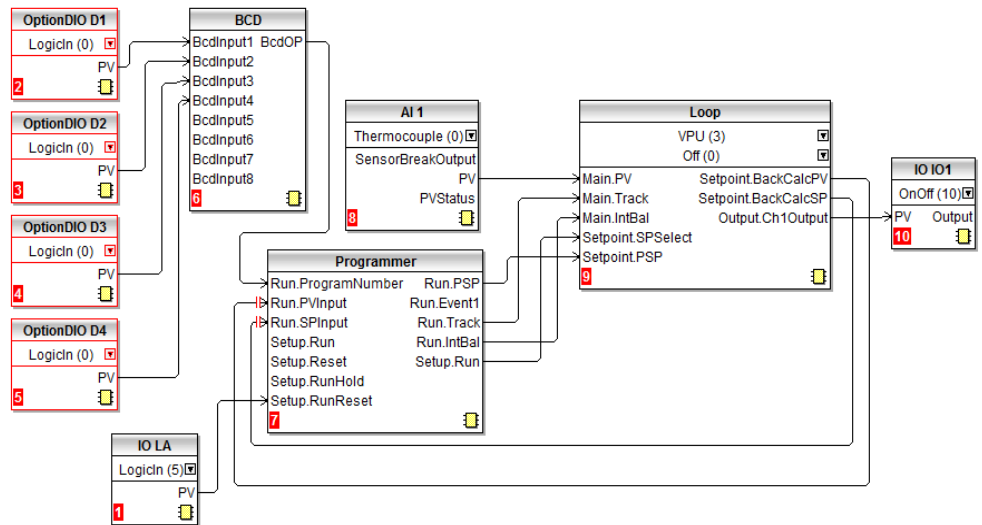 OptionDIO D1
LogicIn (0)
PV
2
OptionDIO D2
LogicIn (0)
PV
3
OptionDIO D3
LogicIn (0)
PV
4
OptionDIO D4
LogicIn (0)
PV
5
IO LA
LogicIn (5)
PV
1
BCD
BcdInput1 BcdOP
BcdInput2
BcdInput3
BcdInput4
BcdInput5
BcdInput6
BcdInput7
BcdInput8
6
AI 1
Thermocouple (0)
SensorBreakOutput
PV
PVStatus
8
Programmer
Run.ProgramNumber Run.PSP
Run.PVInput Run.Event1
Run.SPInput Run.Track
Setup.Run Run.IntBal
Setup.Reset Setup.Run
Setup.RunHold
Setup.RunReset
7
Loop
VPU (3)
Off (0)
Main.PV Setpoint.BackCalcPV
Main.Track Setpoint.BackCalcSP
Main.IntBal Output.Ch1Output
Setpoint.SPSelect
Setpoint.PSP
9
IO IO1
OnOff (10)
PV Output
10